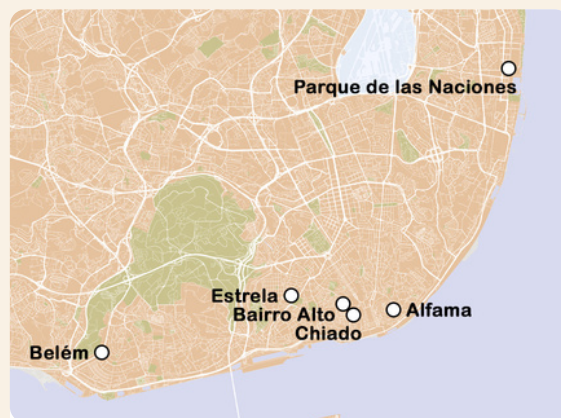 Parque de las Naciones
Estrela
Bairro Alto
Alfama
Chiado
Belém